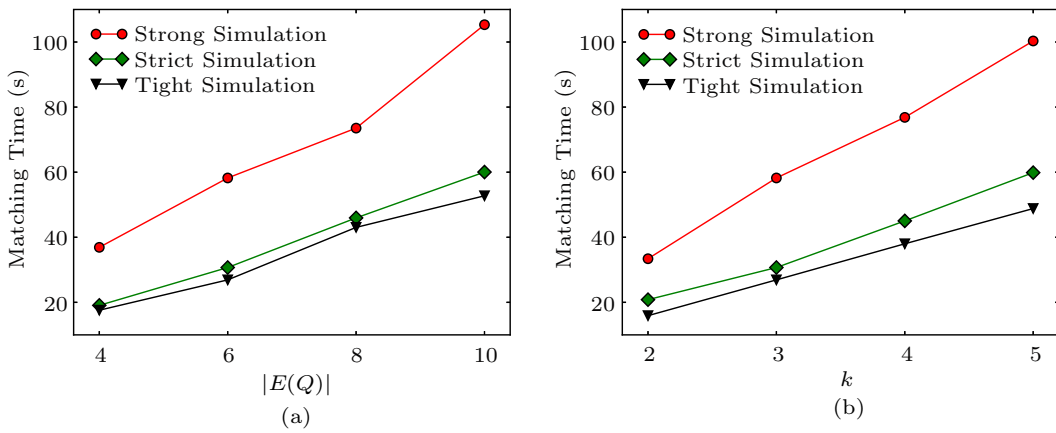 Strong Simulation
Strict Simulation
Tight Simulation
Matching Time (s)
100
80
60
40
20
4 6 8 10
|E(Q)|
(a)
Strong Simulation
Strict Simulation
Tight Simulation
Matching Time (s)
100
80
60
40
20
2 3 4 5
k
(b)